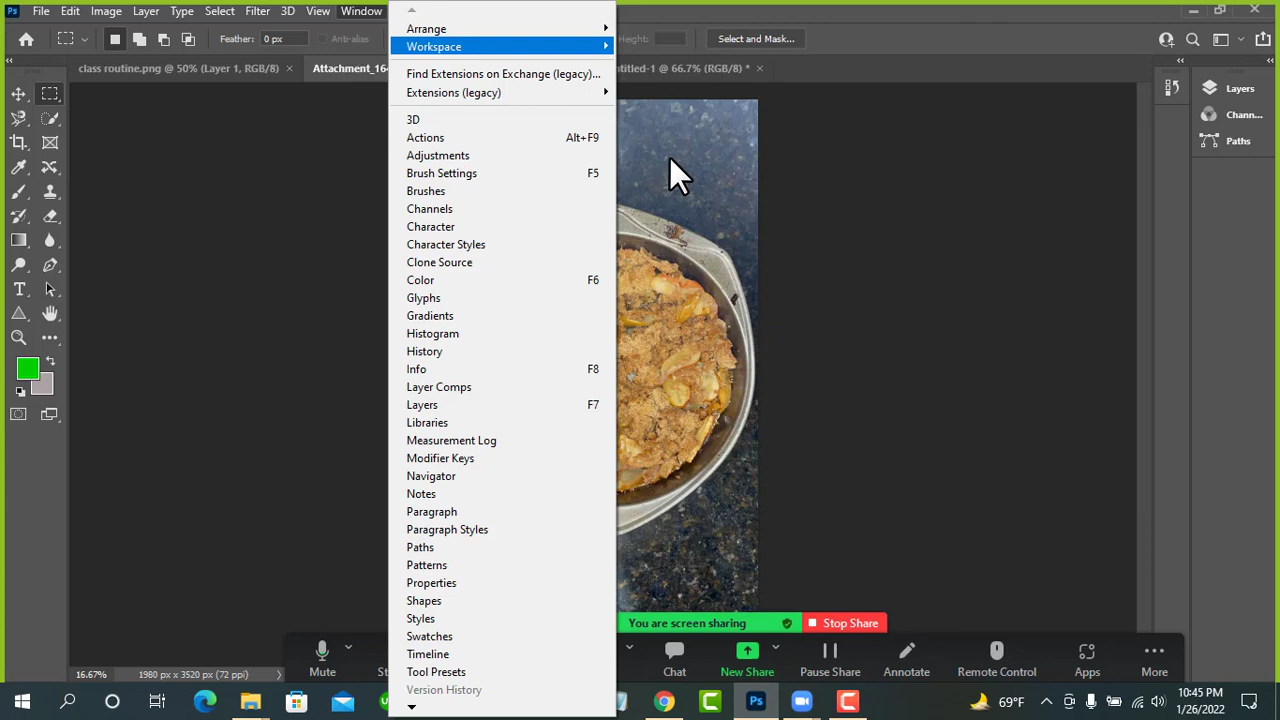 Ps File Edit Image Layer Type Select Filter 3D View Window
Feather: 0 px Anti-alias Height: Select and Mask...
class routine.png @ 50% (Layer 1, RGB/8) × Attachment_16 ntitled-1 @ 66.7% (RGB/8) * ×
Arrange
Workspace
Find Extensions on Exchange (legacy)...
Extensions (legacy)
3D
Actions Alt+F9
Adjustments
Brush Settings F5
Brushes
Channels
Character
Character Styles
Clone Source
Color F6
Glyphs
Gradients
Histogram
History
Info F8
Layer Comps
Layers F7
Libraries
Measurement Log
Modifier Keys
Navigator
Notes
Paragraph
Paragraph Styles
Paths
Patterns
Properties
Shapes
Styles
Swatches
Timeline
Tool Presets
Version History
Layers
Chann...
Paths
You are screen sharing Stop Share
Mute St Chat New Share Pause Share Annotate Remote Control Apps More
16.67% 1980 px x 3520 px (72 ppi)
Ps 69°F 10:45 PM
1/26/2022